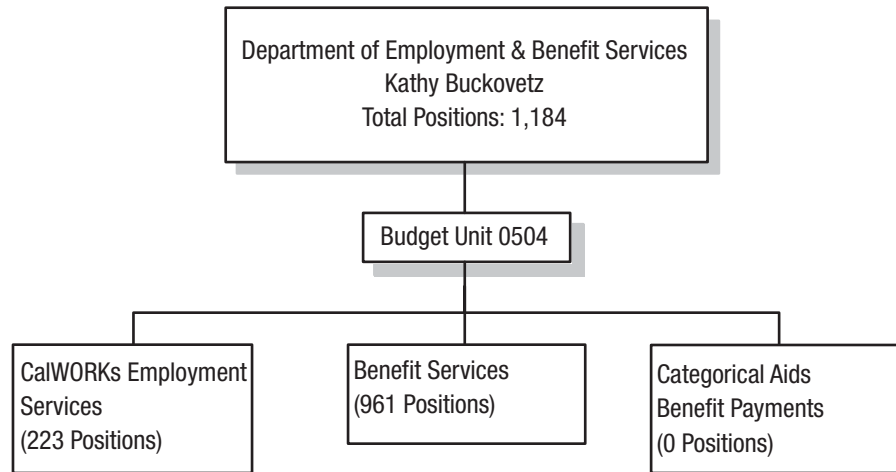 Department of Employment & Benefit Services
Kathy Buckovetz
Total Positions: 1,184
Budget Unit 0504
CalWORKs Employment
Services
(223 Positions)
Benefit Services
(961 Positions)
Categorical Aids
Benefit Payments
(0 Positions)